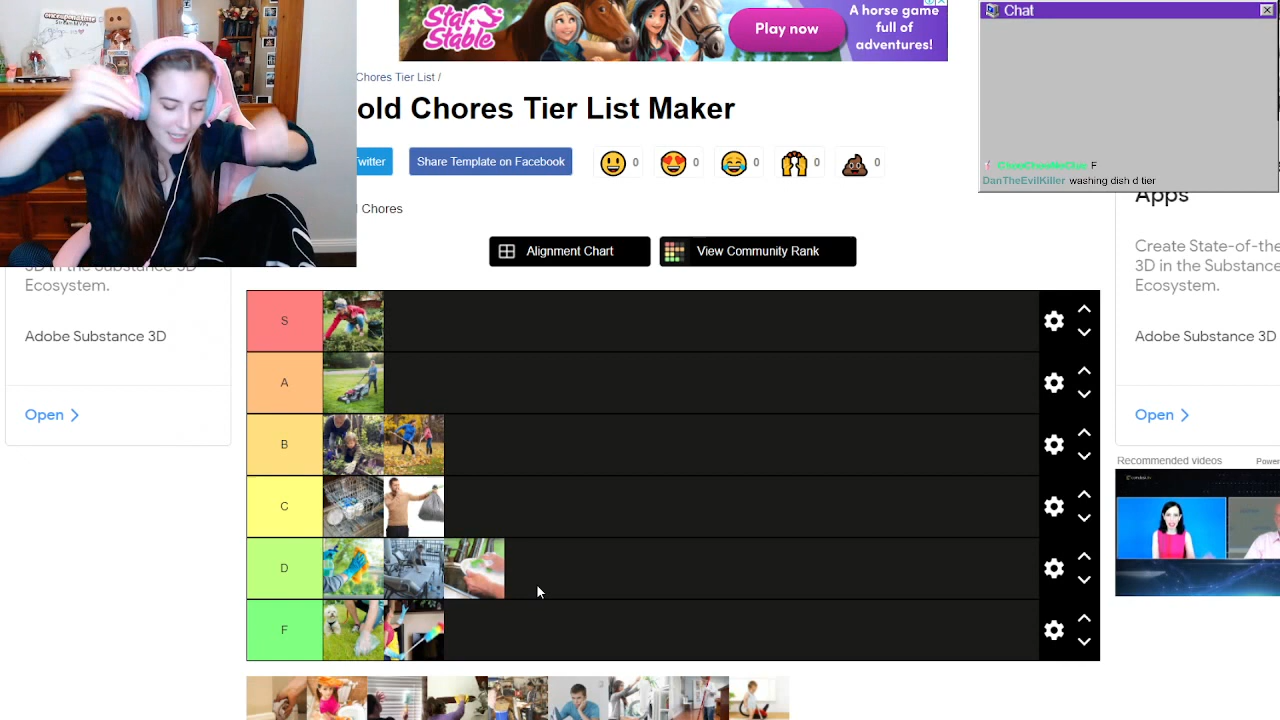 Star Stable
Play now
A horse game
full of
adventures!
Chat
Chores Tier List /
old Chores Tier List Maker
Twitter
Share Template on Facebook
0
0
0
0
0
F
DanTheEvilKiller washing dish d tier
Chores
Apps
Alignment Chart
View Community Rank
3D in the Substance 3D
Ecosystem.
Adobe Substance 3D
Open
Create State-of-the
3D in the Substance
Ecosystem.
Adobe Substance 3D
Open
S
A
B
C
D
F
Recommended videos
Power